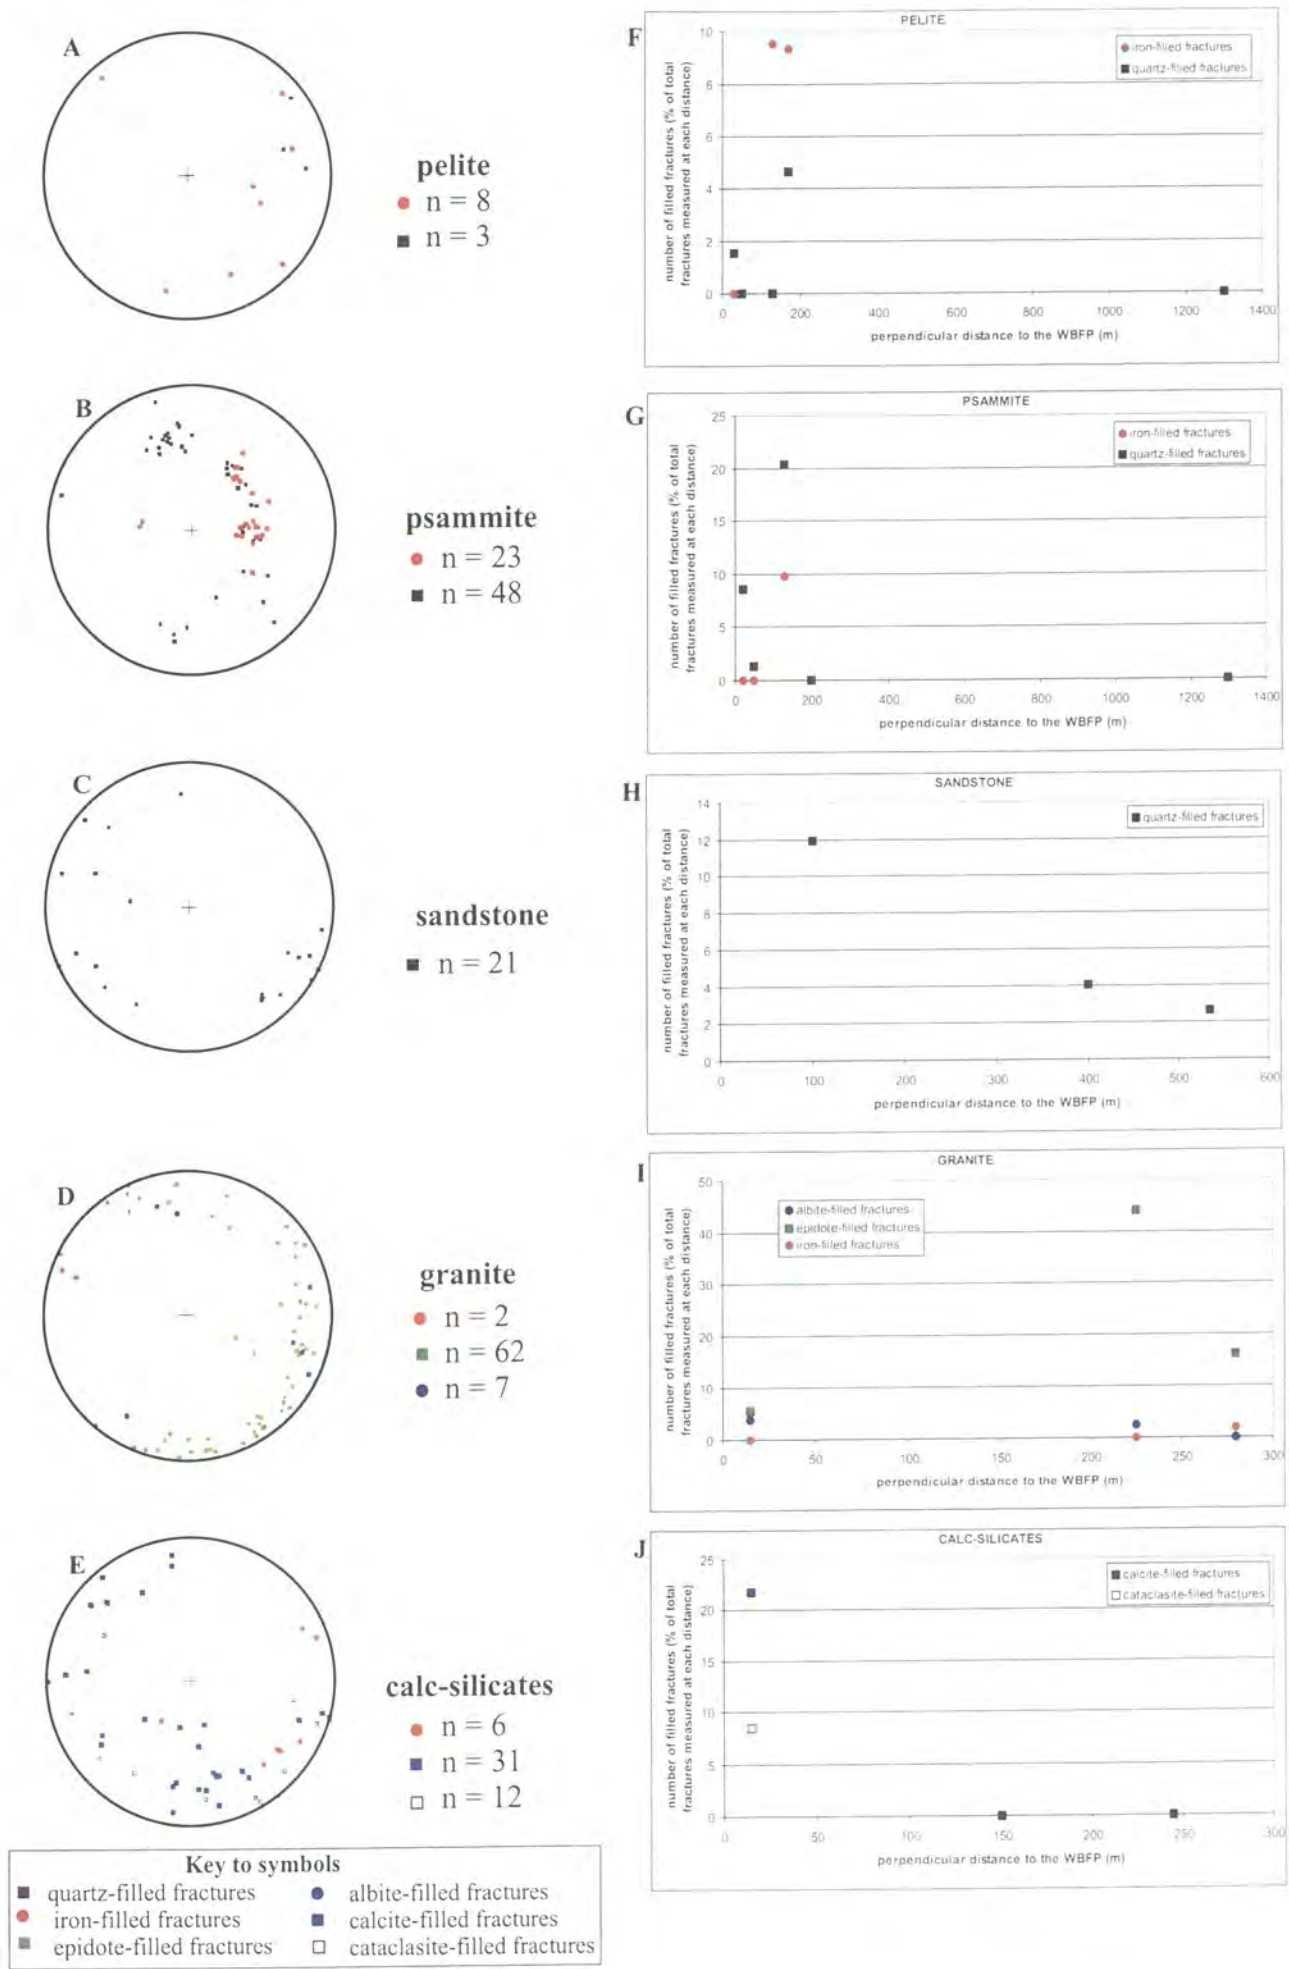 A
pelite
n = 8
n = 3
B
psammite
n = 23
n = 48
C
sandstone
n = 21
D
granite
n = 2
n = 62
n = 7
E
calc-silicates
n = 6
n = 31
n = 12
Key to symbols
quartz-filled fractures
iron-filled fractures
epidote-filled fractures
albite-filled fractures
calcite-filled fractures
cataclasite-filled fractures
F
PELITE
iron-filled fractures
quartz-filled fractures
number of filled fractures (% of total
fractures measured at each distance)
10
6
6
4
2
0
0 200 400 600 800 1000 1200 1400
perpendicular distance to the WBFP (m)
G
PSAMMITE
iron-filled fractures
quartz-filled fractures
number of filled fractures (% of total
fractures measured at each distance)
25
20
15
10
5
0
0 200 400 600 800 1000 1200 1400
perpendicular distance to the WBFP (m)
H
SANDSTONE
quartz-filled fractures
number of filled fractures (% of total
fractures measured at each distance)
14
12
10
8
6
4
2
0
0 100 200 300 400 500 600
perpendicular distance to the WBFP (m)
I
GRANITE
albite-filled fractures
epidote-filled fractures
iron-filled fractures
number of filled fractures (% of total
fractures measured at each distance)
50
40
30
20
10
0
0 50 100 150 200 250 300
perpendicular distance to the WBFP (m)
J
CALC-SILICATES
calcite-filled fractures
cataclasite-filled fractures
number of filled fractures (% of total
fractures measured at each distance)
25
20
15
10
5
0
0 50 100 150 200 250 300
perpendicular distance to the WBFP (m)